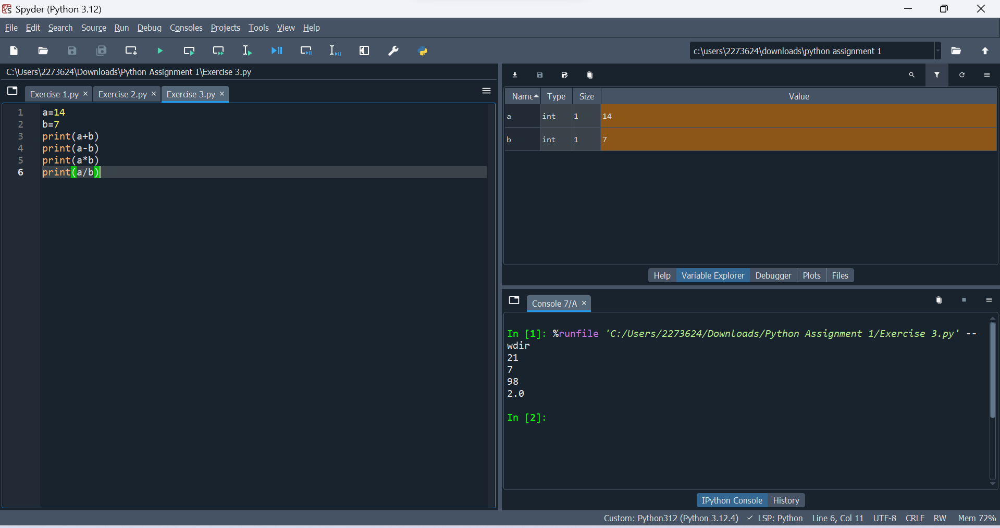 Spyder (Python 3.12)
File Edit Search Source Run Debug Consoles Projects Tools View Help
c:\users\2273624\downloads\python assignment 1
C:\Users\2273624\Downloads\Python Assignment 1\Exercise 3.py
Exercise 1.py × Exercise 2.py × Exercise 3.py ×
1 a=14
2 b=7
3 print(a+b)
4 print(a-b)
5 print(a*b)
6 print(a/b)
Name Type Size Value
a int 1 14
b int 1 7
Help Variable Explorer Debugger Plots Files
Console 7/A ×
In [1]: %runfile 'C:/Users/2273624/Downloads/Python Assignment 1/Exercise 3.py' --
wdir
21
7
98
2.0
In [2]:
IPython Console History
Custom: Python312 (Python 3.12.4) ✓ LSP: Python Line 6, Col 11 UTF-8 CRLF RW Mem 72%